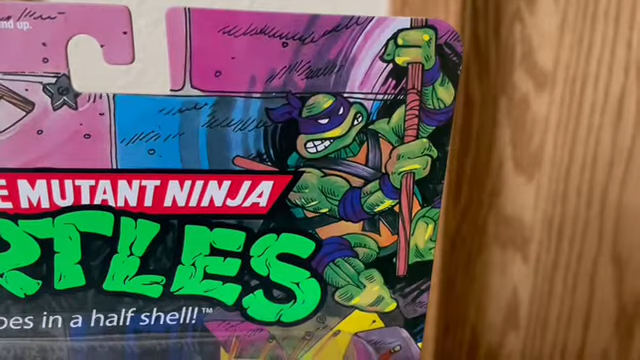 nd up.
E MUTANT NINJA
RTLES
oes in a half shell!™